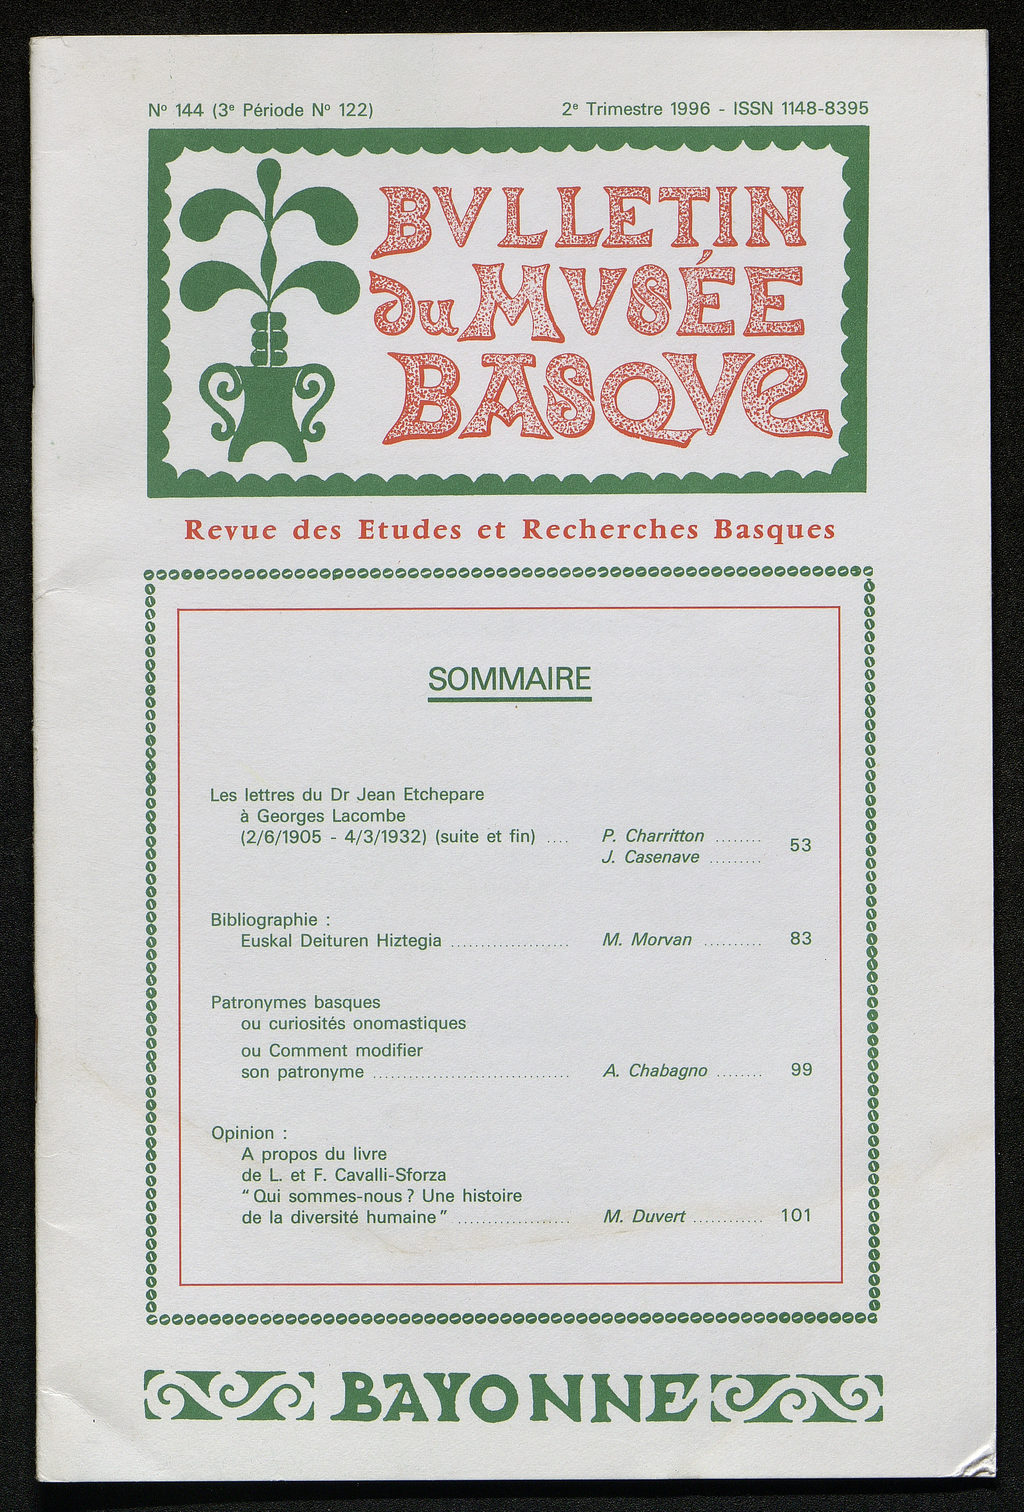 Nº 144 (3e Période Nº 122)
2e Trimestre 1996 - ISSN 1148-8395
BVLLETIN
du MVSÉE
BASQVE
Revue des Etudes et Recherches Basques
SOMMAIRE
Les lettres du Dr Jean Etchepare
à Georges Lacombe
(2/6/1905 - 4/3/1932) (suite et fin) .... P. Charritton ........ 53
J. Casenave .........
Bibliographie :
Euskal Deituren Hiztegia .................... M. Morvan .......... 83
Patronymes basques
ou curiosités onomastiques
ou Comment modifier
son patronyme ................................. A. Chabagno ........ 99
Opinion :
A propos du livre
de L. et F. Cavalli-Sforza
“ Qui sommes-nous ? Une histoire
de la diversité humaine ” ................... M. Duvert ............ 101
BAYONNE